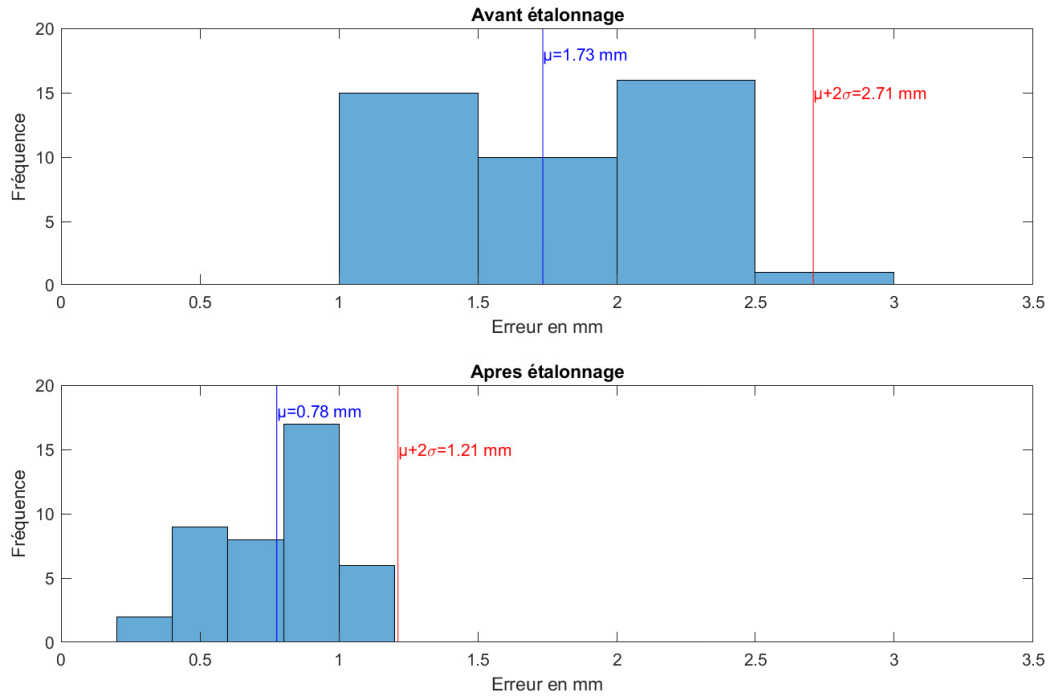 Avant étalonnage
20
15
10
5
0
Fréquence
μ=1.73 mm
μ+2σ=2.71 mm
0 0.5 1 1.5 2 2.5 3 3.5
Erreur en mm
Apres étalonnage
20
15
10
5
0
Fréquence
μ=0.78 mm
μ+2σ=1.21 mm
0 0.5 1 1.5 2 2.5 3 3.5
Erreur en mm